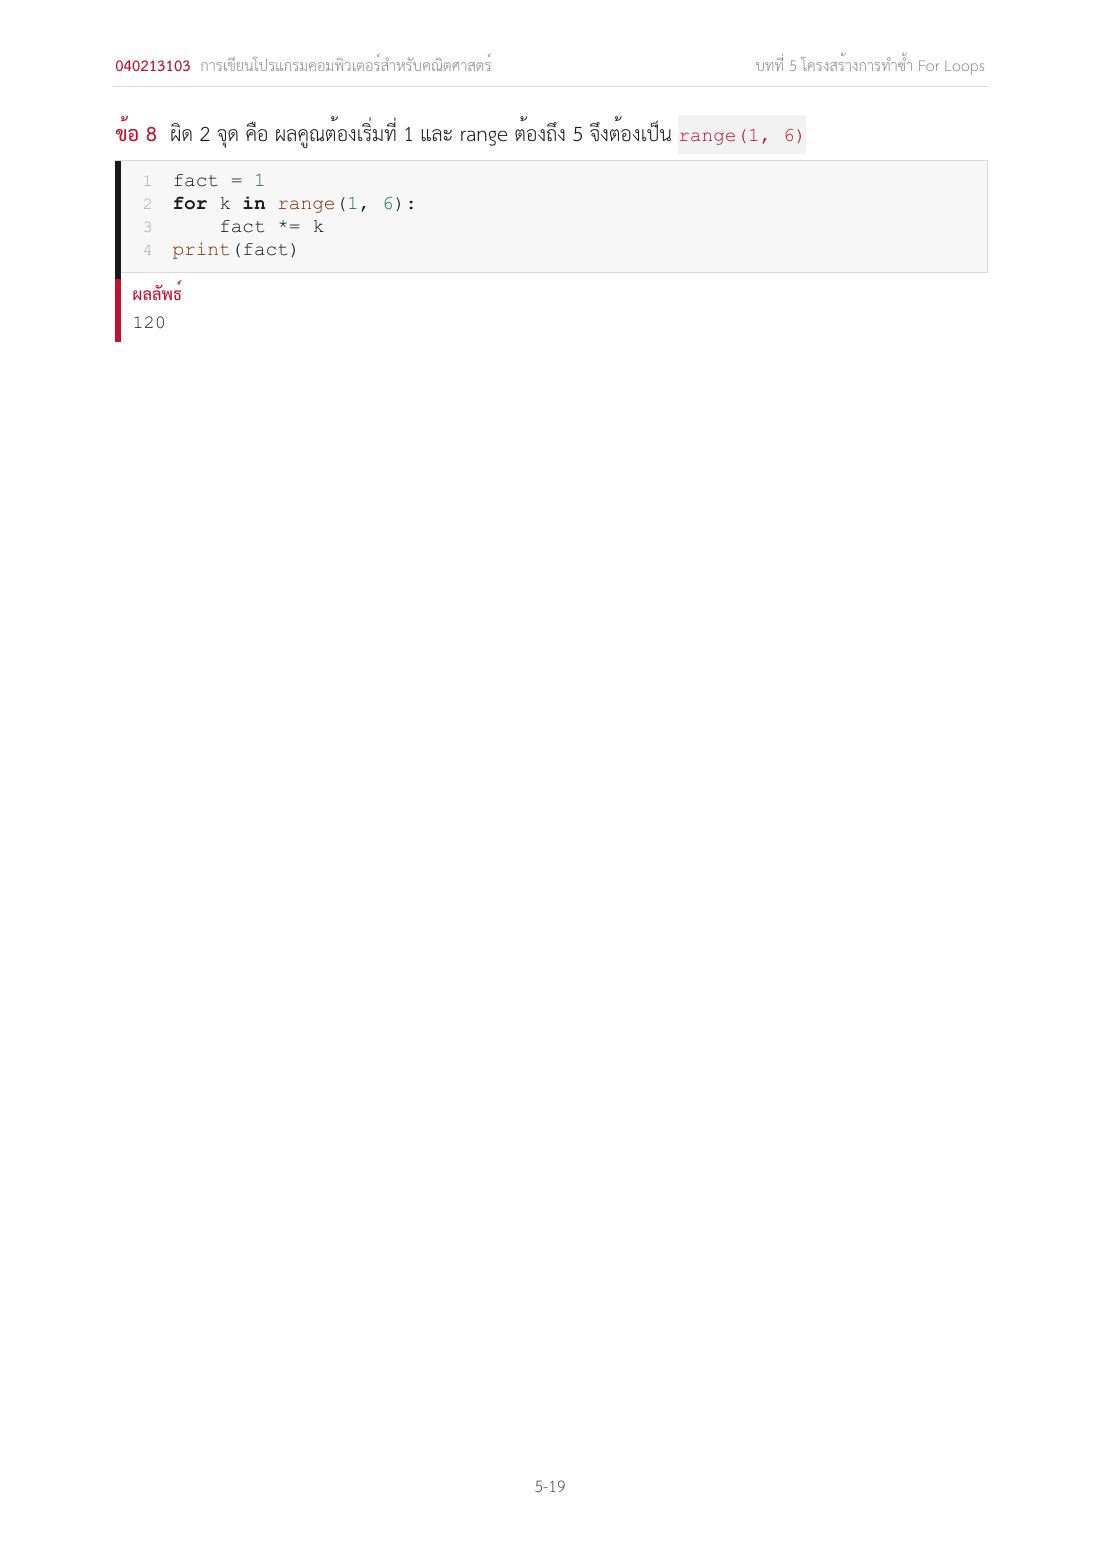 040213103 การเขียนโปรแกรมคอมพิวเตอร์สำหรับคณิตศาสตร์
บทที่ 5 โครงสร้างการทำซ้ำ For Loops
ข้อ 8 ผิด 2 จุด คือ ผลคูณต้องเริ่มที่ 1 และ range ต้องถึง 5 จึงต้องเป็น range(1, 6)
1 fact = 1
2 for k in range(1, 6):
3     fact *= k
4 print(fact)
ผลลัพธ์
120
5-19